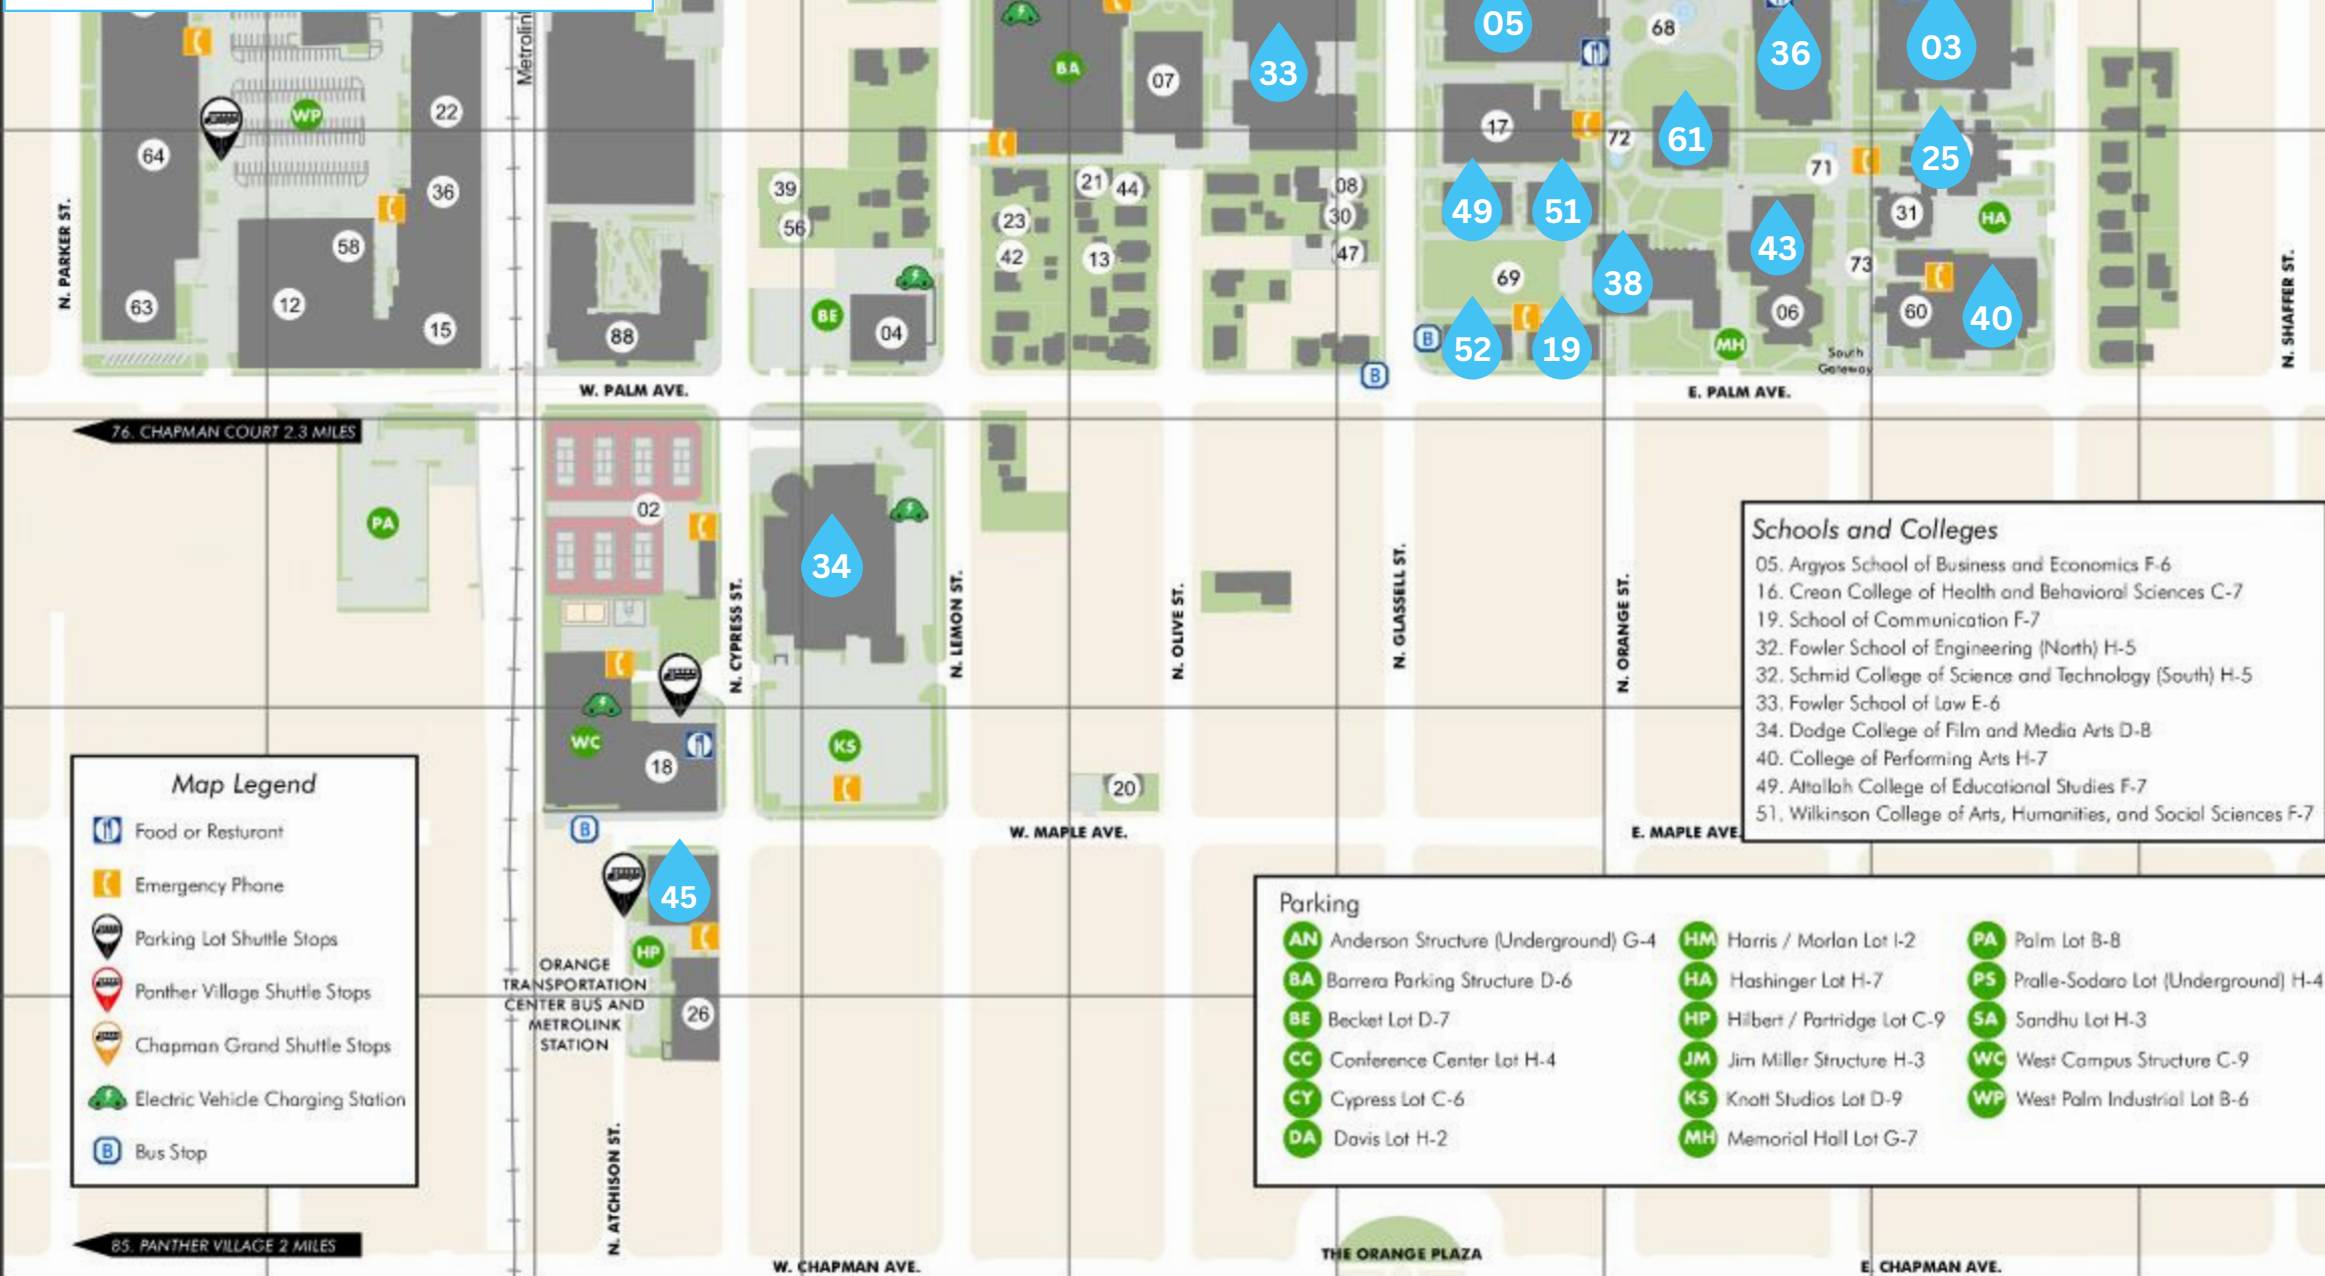 Metrolink
05
68
36
03
33
BA
07
22
WP
17
72
61
64
25
71
36
39
21
44
08
49
51
31
HA
56
23
30
58
42
13
47
43
73
69
38
63
12
15
88
BE
04
B
52
19
MH
06
60
40
South
Gateway
B
N. PARKER ST.
N. SHAFFER ST.
W. PALM AVE.
E. PALM AVE.
76. CHAPMAN COURT 2.3 MILES
PA
02
34
N. CYPRESS ST.
N. LEMON ST.
N. OLIVE ST.
N. GLASSELL ST.
N. ORANGE ST.
Schools and Colleges
05. Argyos School of Business and Economics F-6
16. Crean College of Health and Behavioral Sciences C-7
19. School of Communication F-7
32. Fowler School of Engineering (North) H-5
32. Schmid College of Science and Technology (South) H-5
33. Fowler School of Law E-6
34. Dodge College of Film and Media Arts D-8
40. College of Performing Arts H-7
49. Attallah College of Educational Studies F-7
51. Wilkinson College of Arts, Humanities, and Social Sciences F-7
WC
18
KS
20
B
W. MAPLE AVE.
E. MAPLE AVE.
45
HP
ORANGE
TRANSPORTATION
CENTER BUS AND
METROLINK
STATION
26
N. ATCHISON ST.
Map Legend
Food or Resturant
Emergency Phone
Parking Lot Shuttle Stops
Panther Village Shuttle Stops
Chapman Grand Shuttle Stops
Electric Vehicle Charging Station
B Bus Stop
Parking
AN Anderson Structure (Underground) G-4
BA Barrera Parking Structure D-6
BE Becket Lot D-7
CC Conference Center Lot H-4
CY Cypress Lot C-6
DA Davis Lot H-2
HM Harris / Morlan Lot I-2
HA Hashinger Lot H-7
HP Hilbert / Partridge Lot C-9
JM Jim Miller Structure H-3
KS Knott Studios Lot D-9
MH Memorial Hall Lot G-7
PA Palm Lot B-8
PS Pralle-Sodaro Lot (Underground) H-4
SA Sandhu Lot H-3
WC West Campus Structure C-9
WP West Palm Industrial Lot B-6
85. PANTHER VILLAGE 2 MILES
THE ORANGE PLAZA
W. CHAPMAN AVE.
E. CHAPMAN AVE.